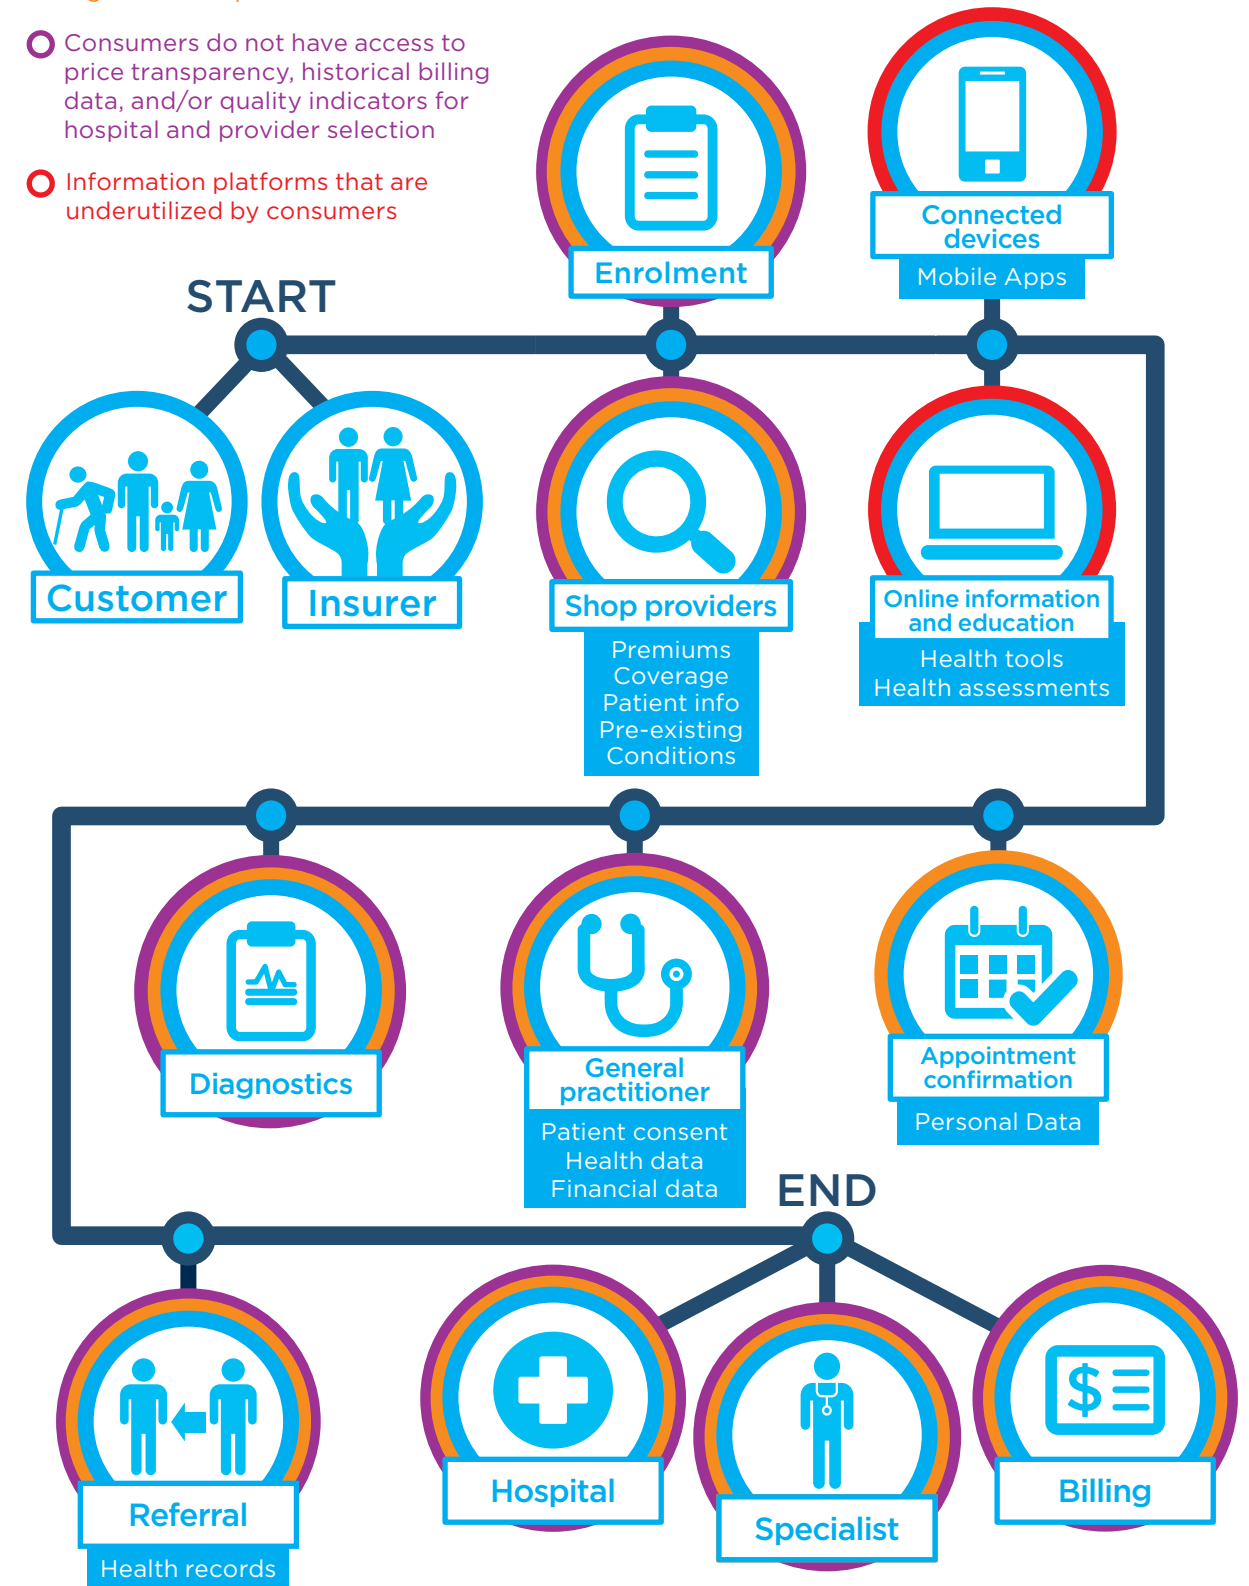 Consumers do not have access to
price transparency, historical billing
data, and/or quality indicators for
hospital and provider selection
Information platforms that are
underutilized by consumers
START
Enrolment
Connected
devices
Mobile Apps
Customer
Insurer
Shop providers
Premiums
Coverage
Patient info
Pre-existing
Conditions
Online information
and education
Health tools
Health assessments
Diagnostics
General
practitioner
Patient consent
Health data
Financial data
Appointment
confirmation
Personal Data
END
Referral
Health records
Hospital
Specialist
$
Billing